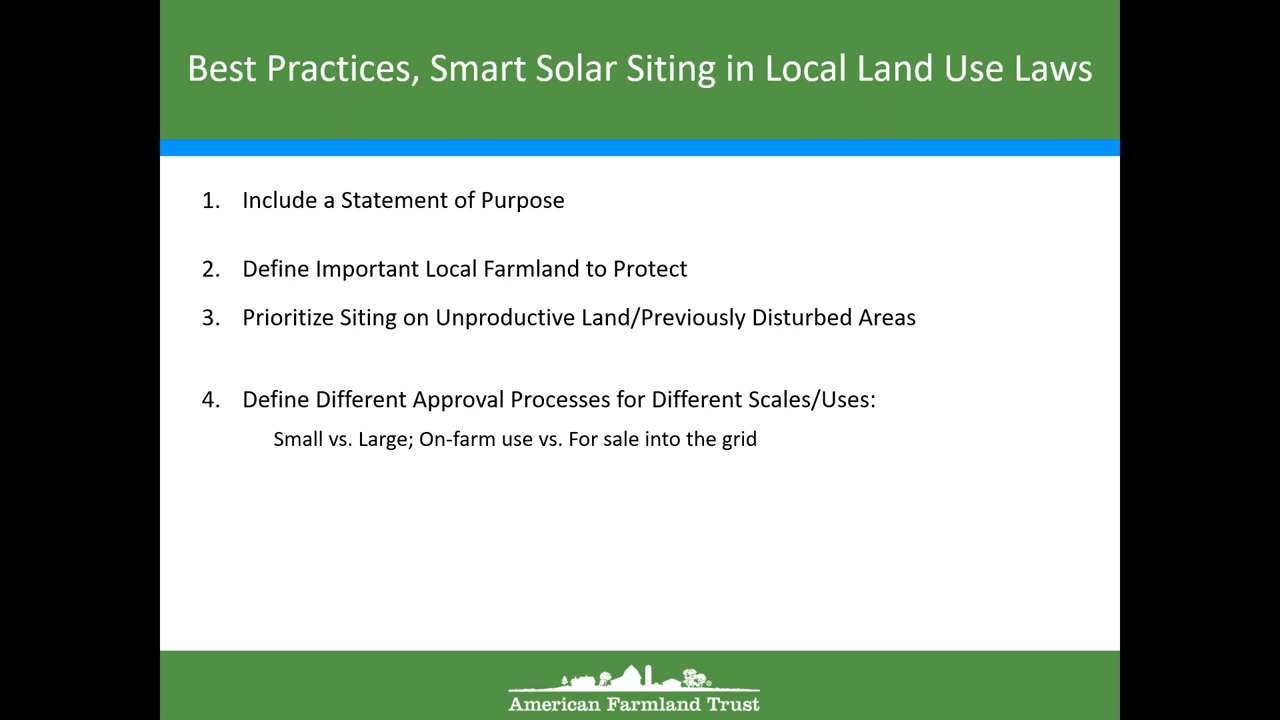 Best Practices, Smart Solar Siting in Local Land Use Laws
1. Include a Statement of Purpose
2. Define Important Local Farmland to Protect
3. Prioritize Siting on Unproductive Land/Previously Disturbed Areas
4. Define Different Approval Processes for Different Scales/Uses:
Small vs. Large; On-farm use vs. For sale into the grid
American Farmland Trust